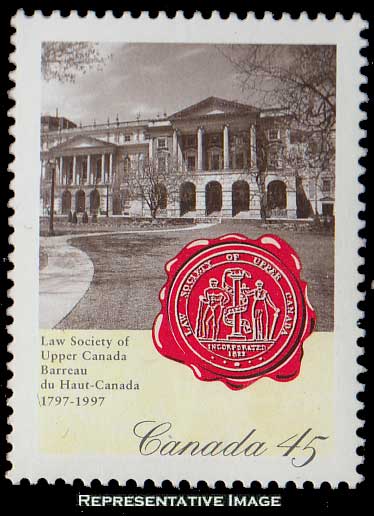 Law Society of
Upper Canada
Barreau
du Haut-Canada
1797-1997
LAW SOCIETY OF UPPER CANADA
INCORPORATED
1822
Canada 45
REPRESENTATIVE IMAGE